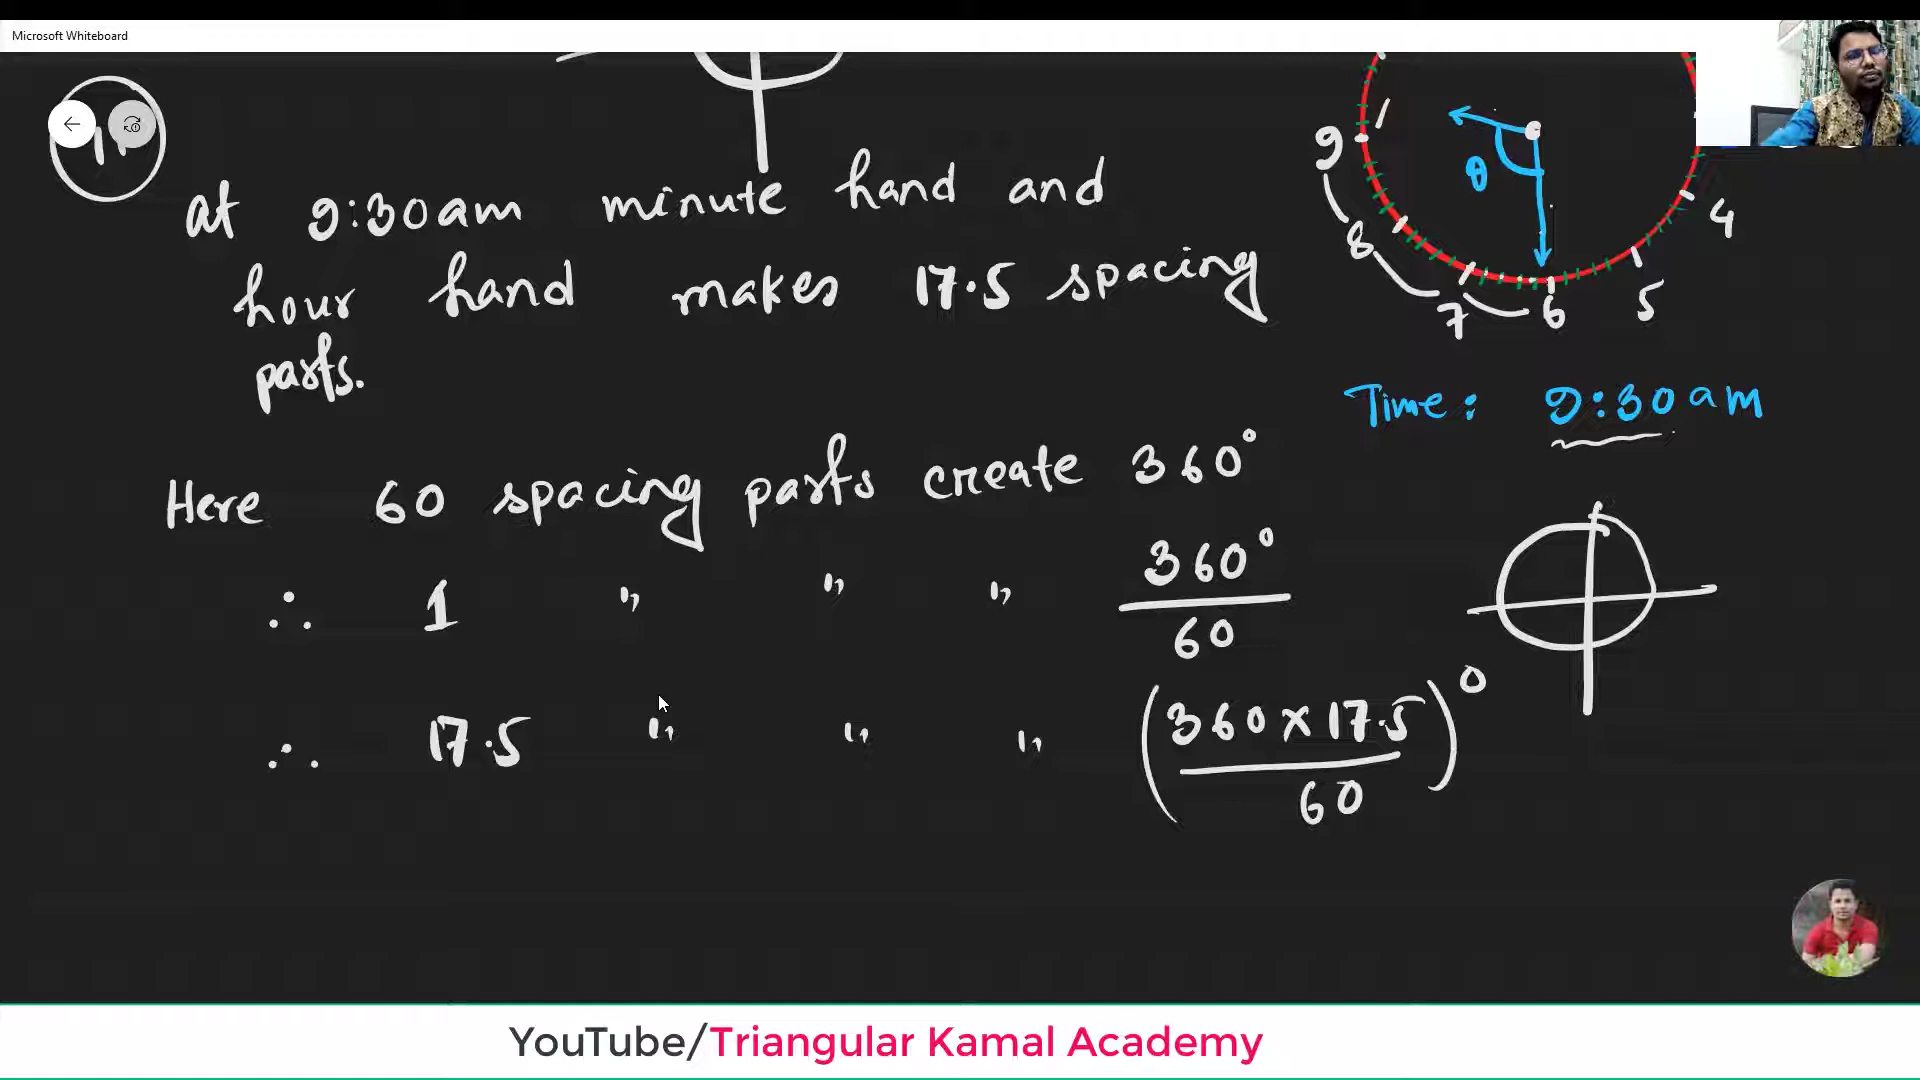 Microsoft Whiteboard
at 9:30am minute hand and
hour hand makes 17.5 spacing
parts.
9
8
7
6
5
4
θ
Time: 9:30am
Here 60 spacing parts create 360°
∴ 1 " " " 360° / 60
∴ 17.5 " " " (360 × 17.5 / 60)°
YouTube/Triangular Kamal Academy